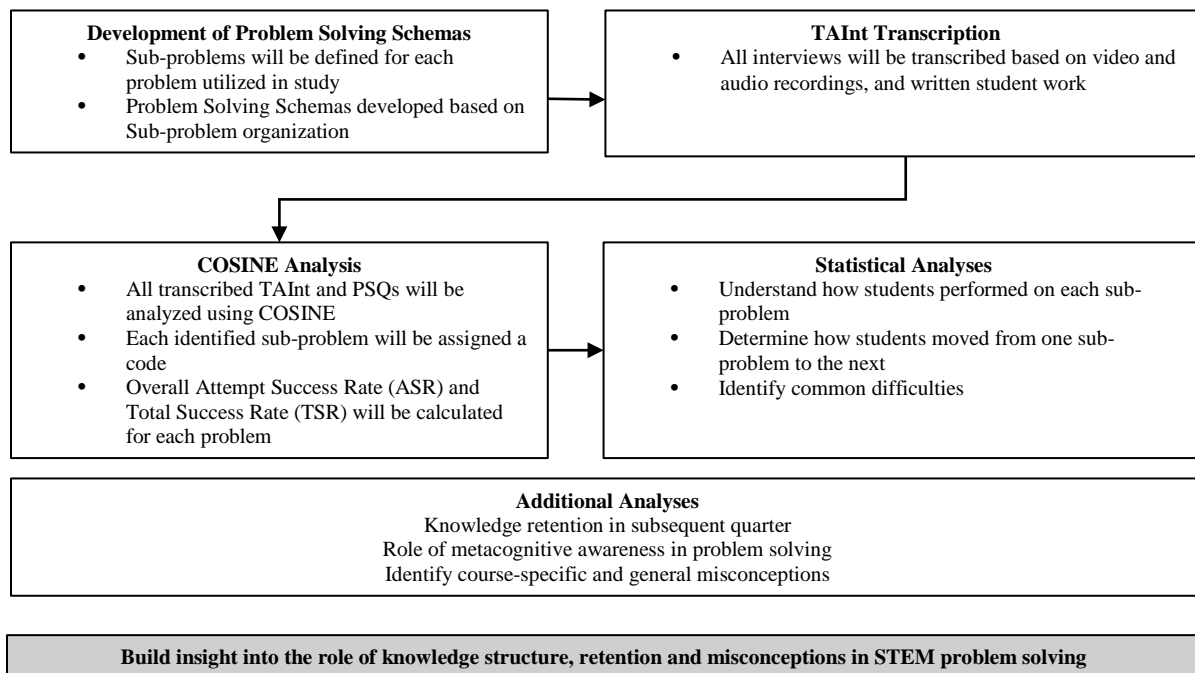 Development of Problem Solving Schemas
• Sub-problems will be defined for each
problem utilized in study
• Problem Solving Schemas developed based on
Sub-problem organization
TAInt Transcription
• All interviews will be transcribed based on video and
audio recordings, and written student work
COSINE Analysis
• All transcribed TAInt and PSQs will be
analyzed using COSINE
• Each identified sub-problem will be assigned a
code
• Overall Attempt Success Rate (ASR) and
Total Success Rate (TSR) will be calculated
for each problem
Statistical Analyses
• Understand how students performed on each sub-
problem
• Determine how students moved from one sub-
problem to the next
• Identify common difficulties
Additional Analyses
Knowledge retention in subsequent quarter
Role of metacognitive awareness in problem solving
Identify course-specific and general misconceptions
Build insight into the role of knowledge structure, retention and misconceptions in STEM problem solving